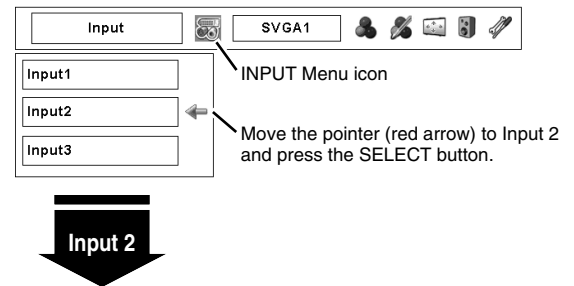 Input
SVGA1
INPUT Menu icon
Input1
Input2
Input3
Move the pointer (red arrow) to Input 2
and press the SELECT button.
Input 2